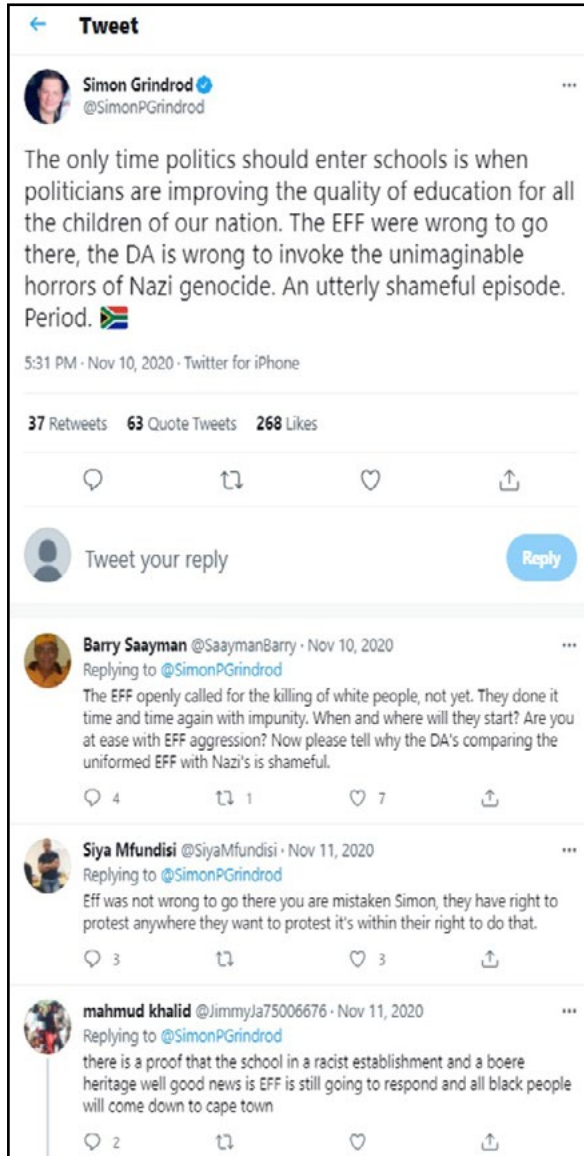 Tweet
Simon Grindrod
@SimonPGrindrod
The only time politics should enter schools is when
politicians are improving the quality of education for all
the children of our nation. The EFF were wrong to go
there, the DA is wrong to invoke the unimaginable
horrors of Nazi genocide. An utterly shameful episode.
Period. 🇿🇦
5:31 PM · Nov 10, 2020 · Twitter for iPhone
37 Retweets 63 Quote Tweets 268 Likes
Tweet your reply
Reply
Barry Saayman @SaaymanBarry · Nov 10, 2020
Replying to @SimonPGrindrod
The EFF openly called for the killing of white people, not yet. They done it
time and time again with impunity. When and where will they start? Are you
at ease with EFF aggression? Now please tell why the DA's comparing the
uniformed EFF with Nazi's is shameful.
4 1 7
Siya Mfundisi @SiyaMfundisi · Nov 11, 2020
Replying to @SimonPGrindrod
Eff was not wrong to go there you are mistaken Simon, they have right to
protest anywhere they want to protest it's within their right to do that.
3 3
mahmud khalid @JimmyJa75006676 · Nov 11, 2020
Replying to @SimonPGrindrod
there is a proof that the school in a racist establishment and a boere
heritage well good news is EFF is still going to respond and all black people
will come down to cape town
2